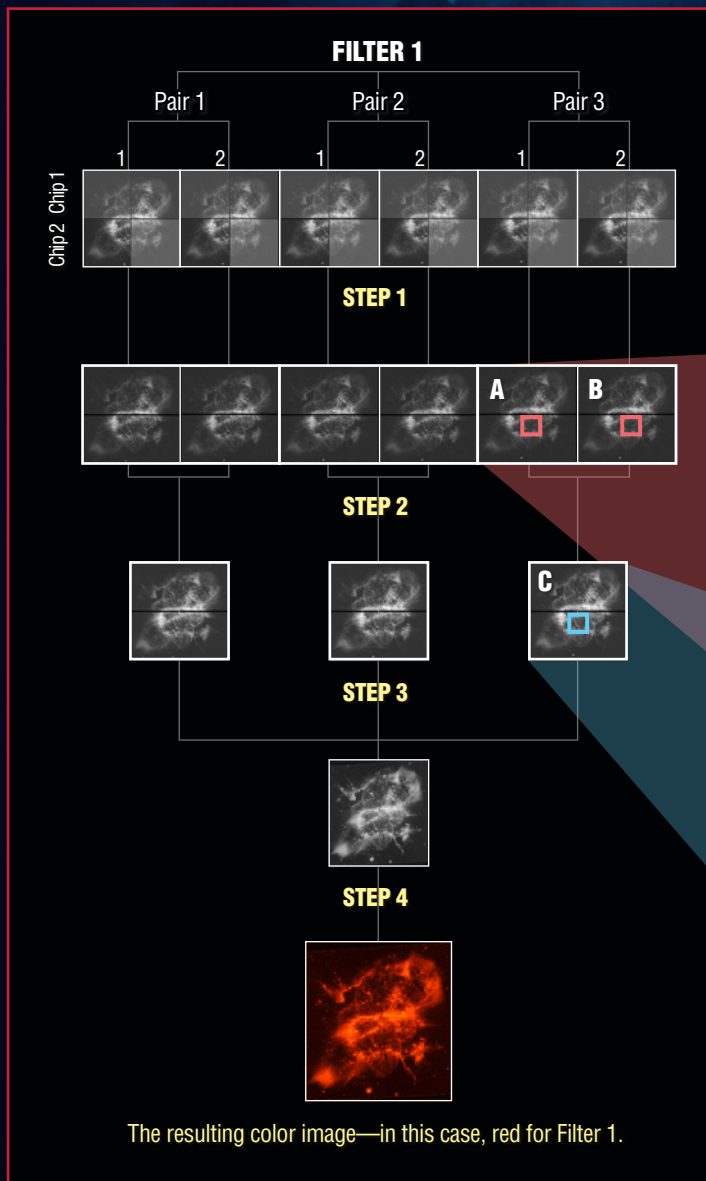 FILTER 1
Pair 1 Pair 2 Pair 3
1 2 1 2 1 2
Chip 1
Chip 2
STEP 1
A B
STEP 2
C
STEP 3
STEP 4
The resulting color image—in this case, red for Filter 1.